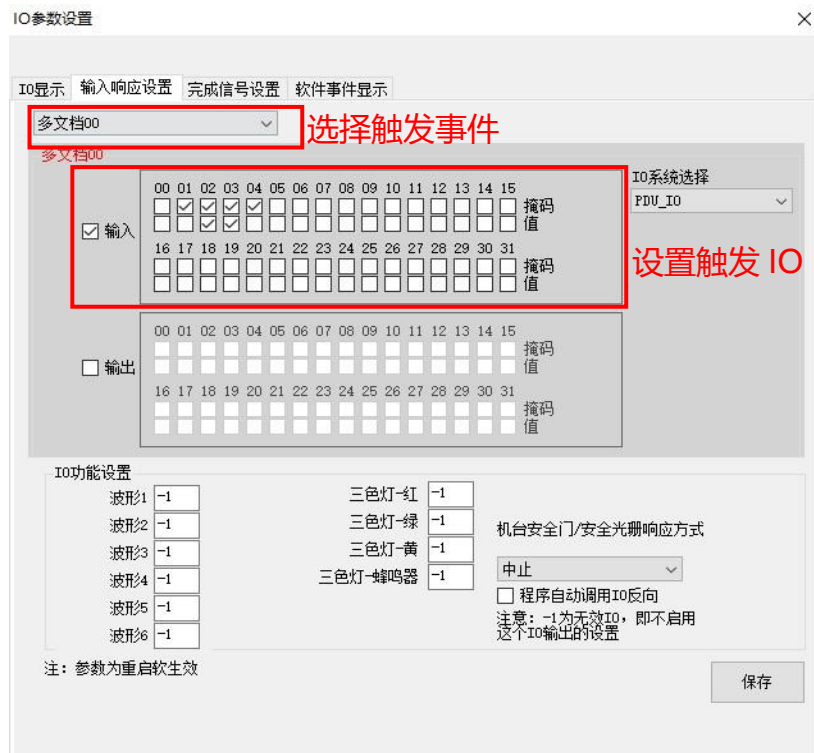 IO参数设置
IO显示 输入响应设置 完成信号设置 软件事件显示
多文档00
选择触发事件
多文档00
IO系统选择
PDU_IO
输入
00 01 02 03 04 05 06 07 08 09 10 11 12 13 14 15
掩码
值
16 17 18 19 20 21 22 23 24 25 26 27 28 29 30 31
掩码
值
设置触发 IO
输出
00 01 02 03 04 05 06 07 08 09 10 11 12 13 14 15
掩码
值
16 17 18 19 20 21 22 23 24 25 26 27 28 29 30 31
掩码
值
IO功能设置
波形1 -1
波形2 -1
波形3 -1
波形4 -1
波形5 -1
波形6 -1
三色灯-红 -1
三色灯-绿 -1
三色灯-黄 -1
三色灯-蜂鸣器 -1
机台安全门/安全光栅响应方式
中止
程序自动调用IO反向
注意：-1为无效IO，即不启用
这个IO输出的设置
注：参数为重启软生效
保存